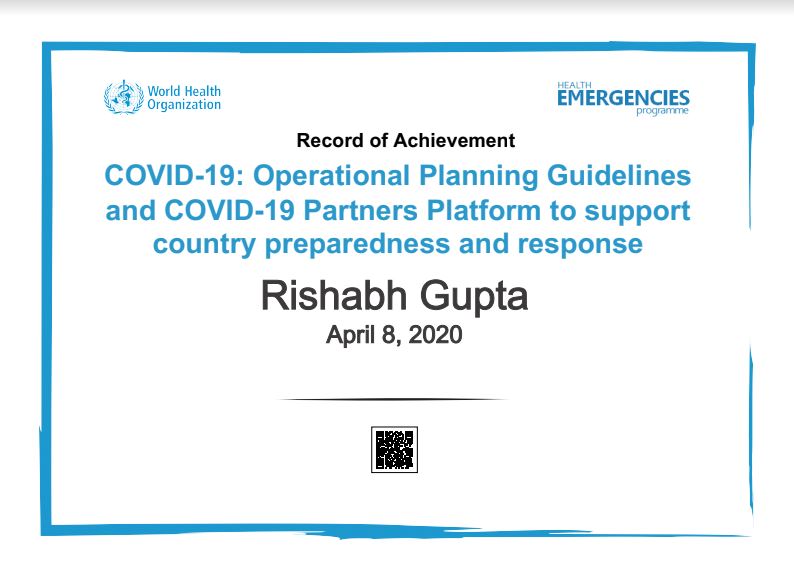 World Health
Organization
HEALTH
EMERGENCIES
programme
Record of Achievement
COVID-19: Operational Planning Guidelines
and COVID-19 Partners Platform to support
country preparedness and response
Rishabh Gupta
April 8, 2020